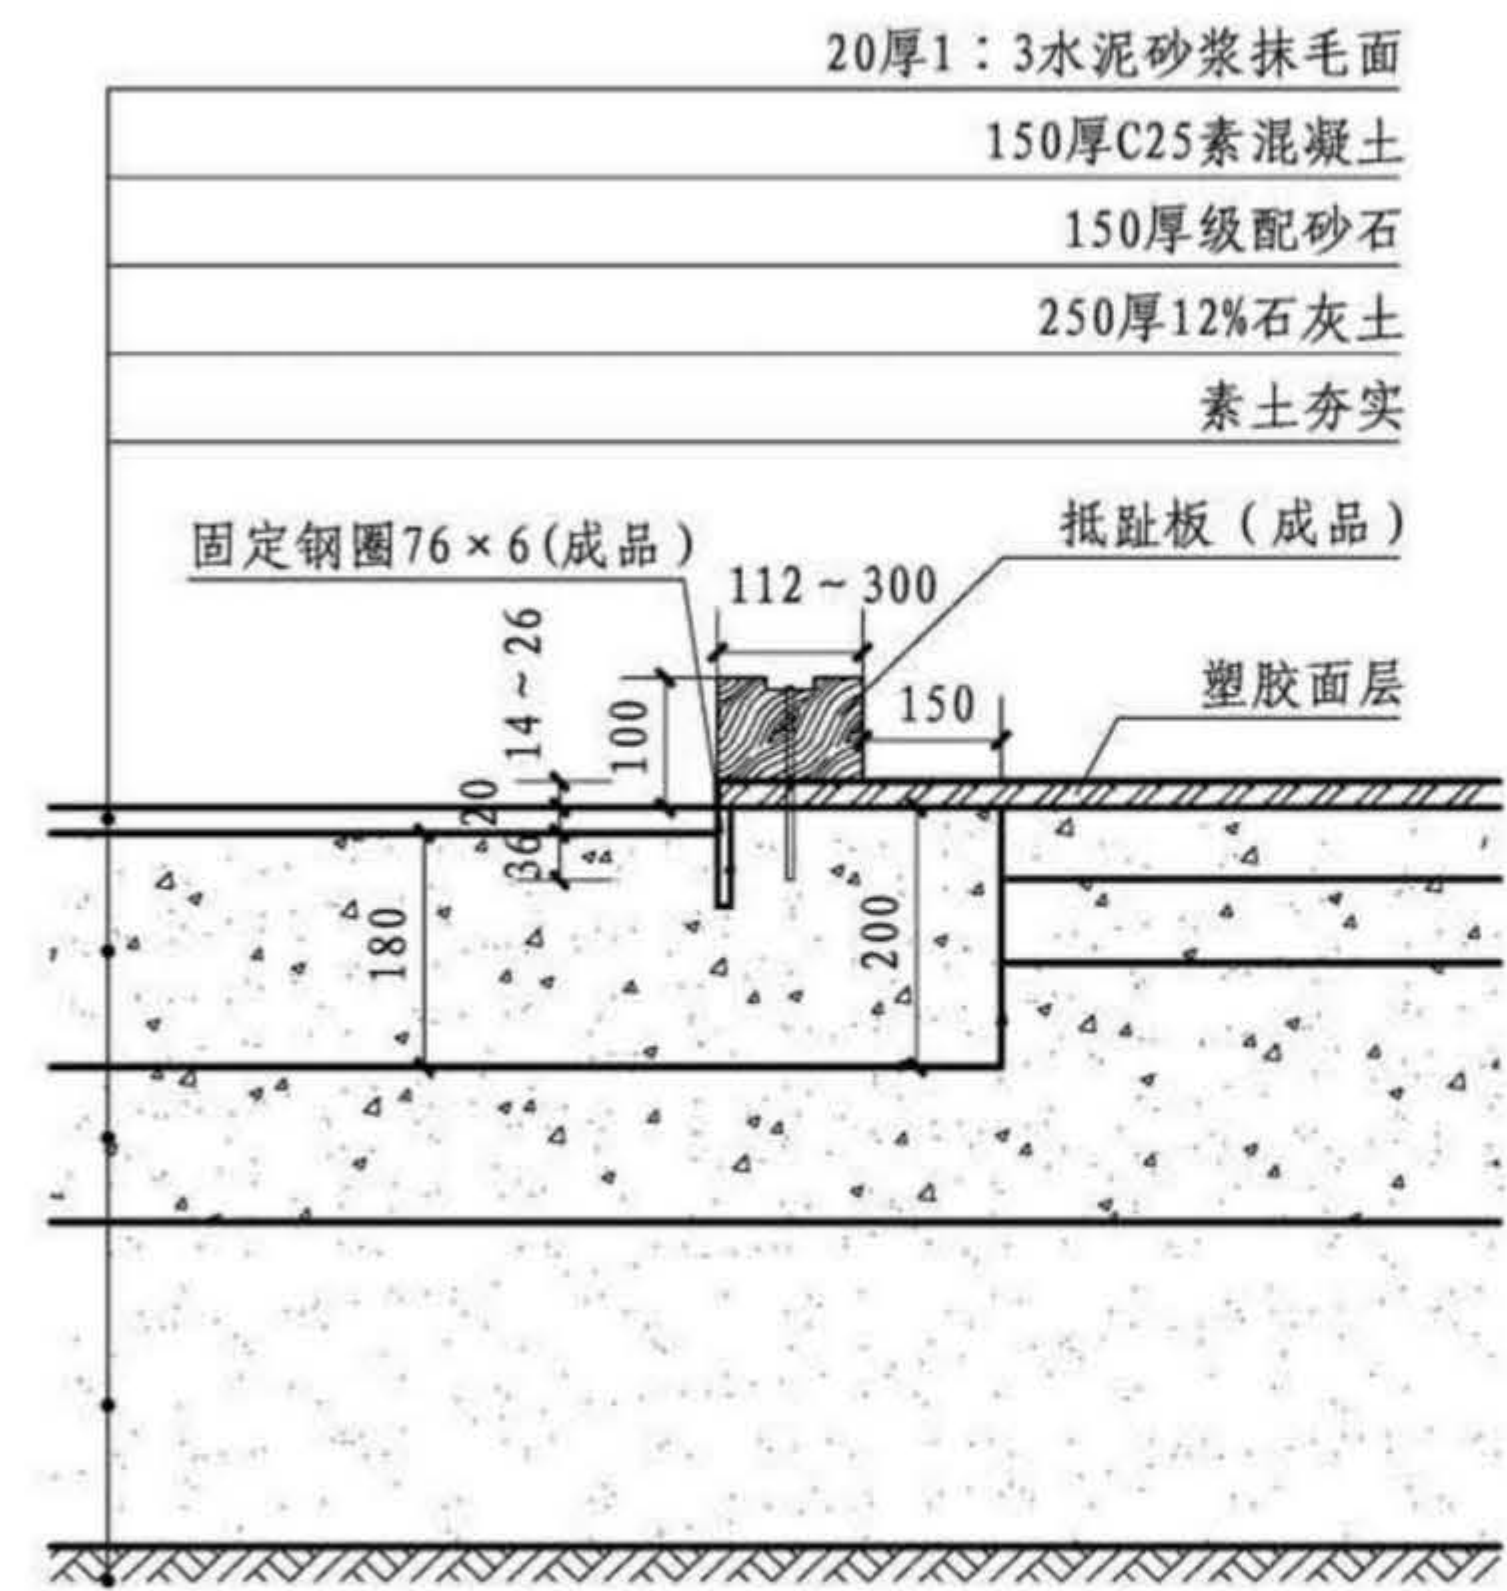 20厚1：3水泥砂浆抹毛面
150厚C25素混凝土
150厚级配砂石
250厚12%石灰土
素土夯实
固定钢圈76×6(成品)
抵趾板（成品）
112～300
14～26
100
150
塑胶面层
20
36
180
200